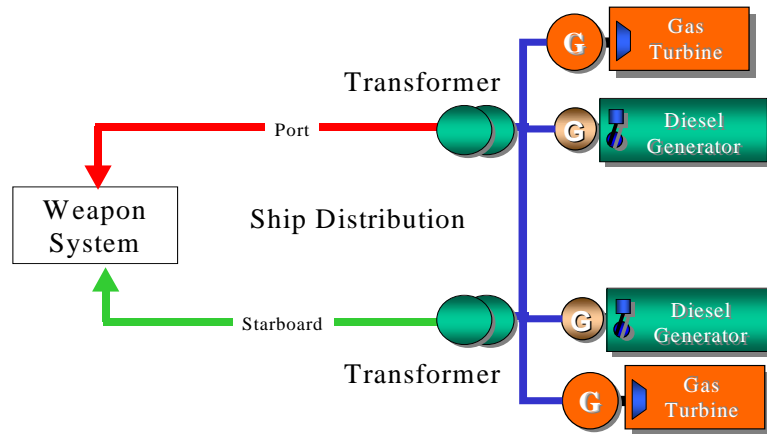 G
Gas
Turbine
Transformer
Port
G
Diesel
Generator
Weapon
System
Ship Distribution
Starboard
G
Diesel
Generator
Transformer
G
Gas
Turbine